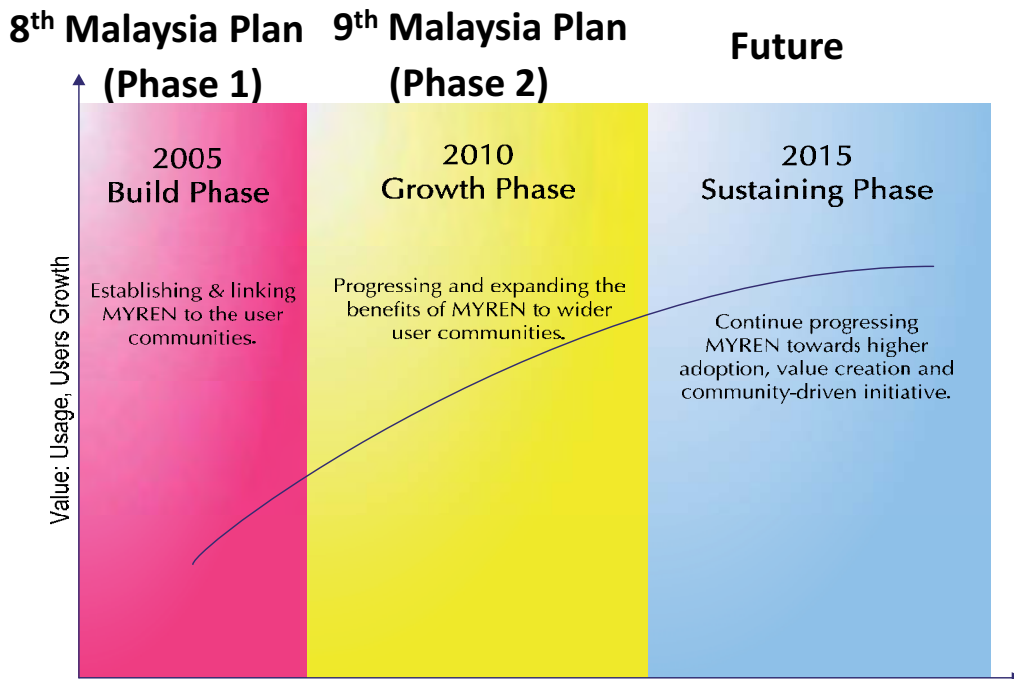 8th Malaysia Plan
(Phase 1)
9th Malaysia Plan
(Phase 2)
Future
2005
Build Phase
Establishing & linking
MYREN to the user
communities.
2010
Growth Phase
Progressing and expanding the
benefits of MYREN to wider
user communities.
2015
Sustaining Phase
Continue progressing
MYREN towards higher
adoption, value creation and
community-driven initiative.
Value: Usage, Users Growth